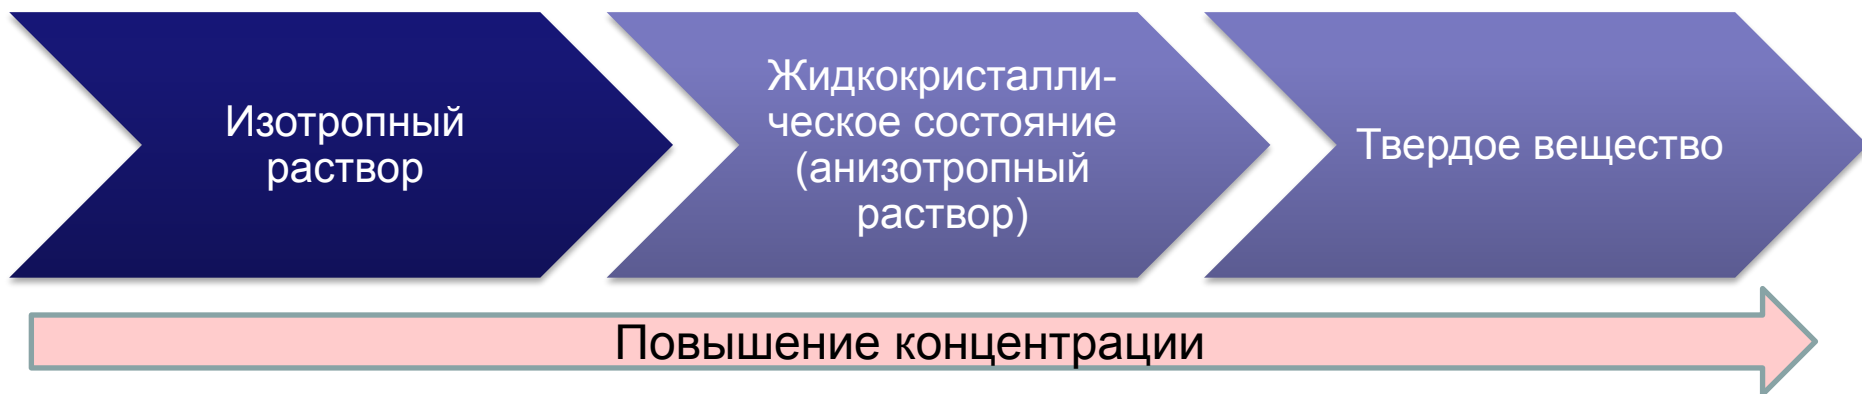 Изотропный
раствор
Жидкокристалли-
ческое состояние
(анизотропный
раствор)
Твердое вещество
Повышение концентрации